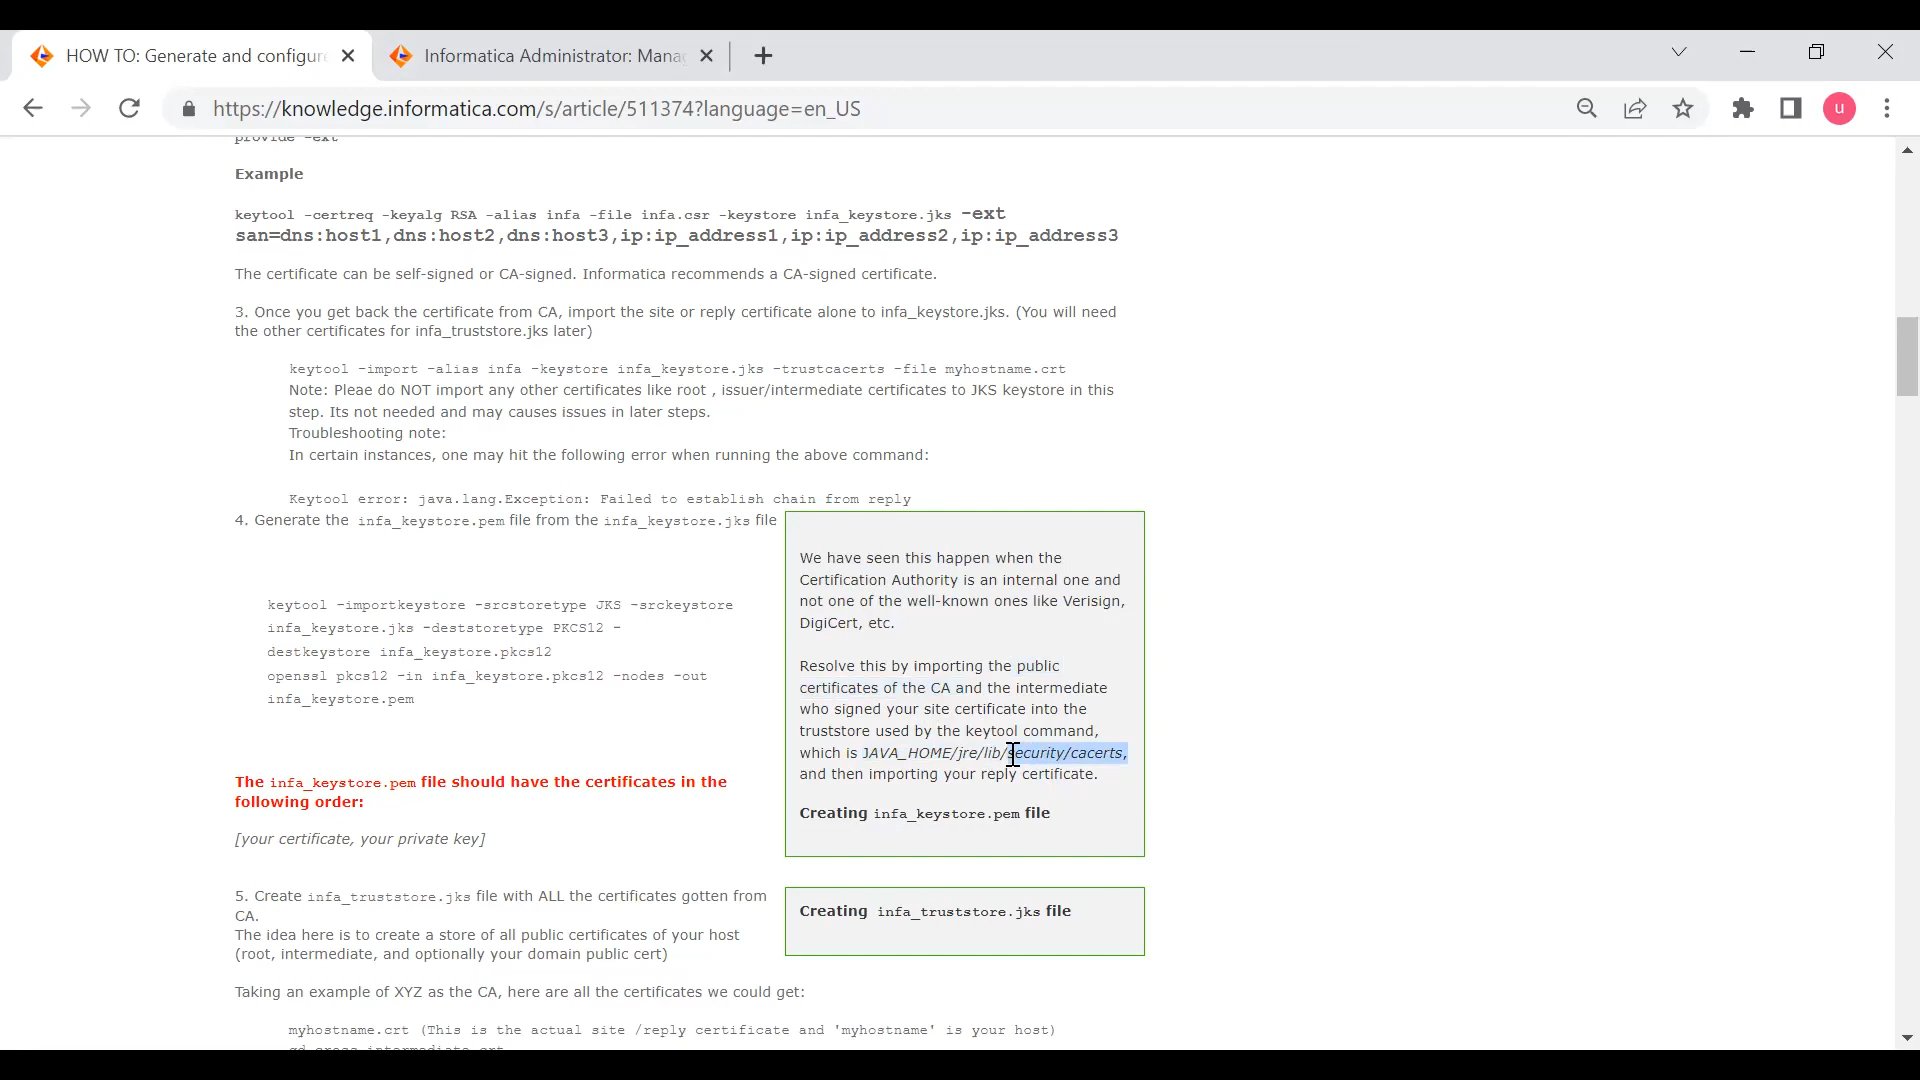 HOW TO: Generate and configur
Informatica Administrator: Mana
https://knowledge.informatica.com/s/article/511374?language=en_US
u
provide -ext
Example
keytool -certreq -keyalg RSA -alias infa -file infa.csr -keystore infa_keystore.jks -ext
san=dns:host1,dns:host2,dns:host3,ip:ip_address1,ip:ip_address2,ip:ip_address3
The certificate can be self-signed or CA-signed. Informatica recommends a CA-signed certificate.
3. Once you get back the certificate from CA, import the site or reply certificate alone to infa_keystore.jks. (You will need
the other certificates for infa_truststore.jks later)
keytool -import -alias infa -keystore infa_keystore.jks -trustcacerts -file myhostname.crt
Note: Pleae do NOT import any other certificates like root , issuer/intermediate certificates to JKS keystore in this
step. Its not needed and may causes issues in later steps.
Troubleshooting note:
In certain instances, one may hit the following error when running the above command:
Keytool error: java.lang.Exception: Failed to establish chain from reply
4. Generate the infa_keystore.pem file from the infa_keystore.jks file
keytool -importkeystore -srcstoretype JKS -srckeystore
infa_keystore.jks -deststoretype PKCS12 -
destkeystore infa_keystore.pkcs12
openssl pkcs12 -in infa_keystore.pkcs12 -nodes -out
infa_keystore.pem
The infa_keystore.pem file should have the certificates in the
following order:
[your certificate, your private key]
We have seen this happen when the
Certification Authority is an internal one and
not one of the well-known ones like Verisign,
DigiCert, etc.
Resolve this by importing the public
certificates of the CA and the intermediate
who signed your site certificate into the
truststore used by the keytool command,
which is JAVA_HOME/jre/lib/security/cacerts,
and then importing your reply certificate.
Creating infa_keystore.pem file
5. Create infa_truststore.jks file with ALL the certificates gotten from
CA.
The idea here is to create a store of all public certificates of your host
(root, intermediate, and optionally your domain public cert)
Creating infa_truststore.jks file
Taking an example of XYZ as the CA, here are all the certificates we could get:
myhostname.crt (This is the actual site /reply certificate and 'myhostname' is your host)
gd_cross_intermediate.crt